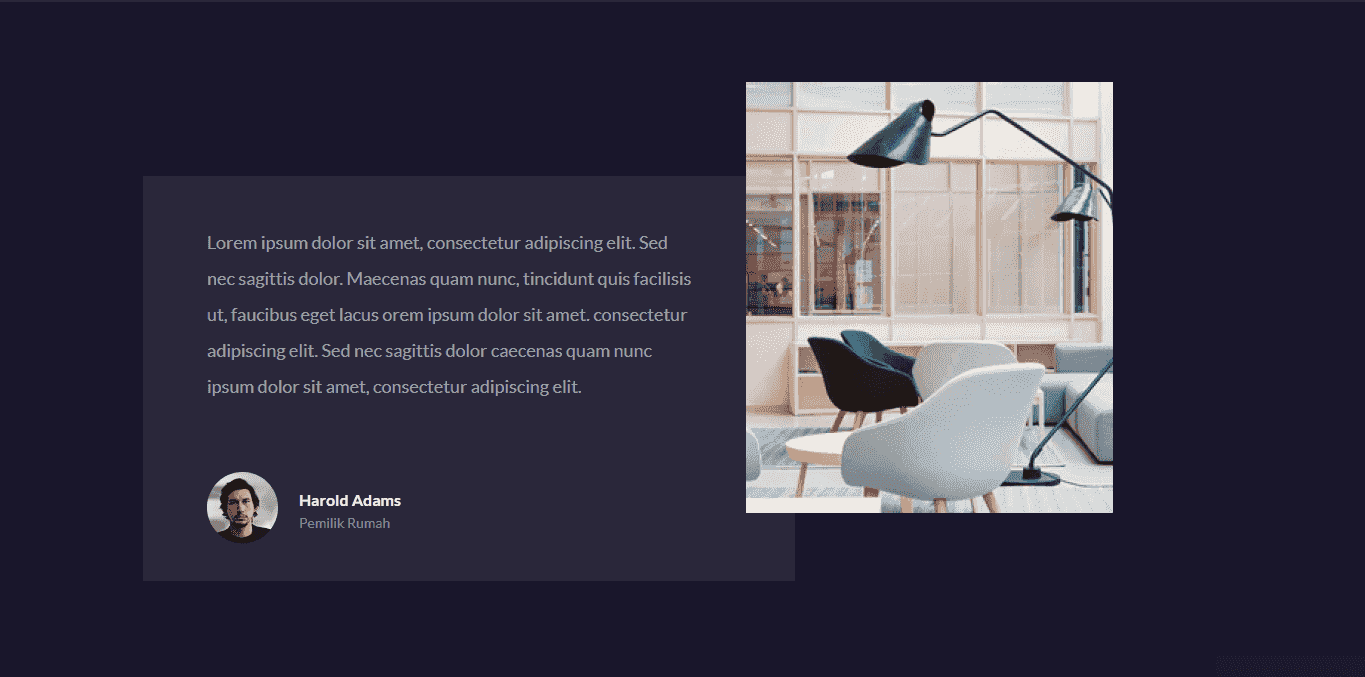 Lorem ipsum dolor sit amet, consectetur adipiscing elit. Sed
nec sagittis dolor. Maecenas quam nunc, tincidunt quis facilisis
ut, faucibus eget lacus orem ipsum dolor sit amet. consectetur
adipiscing elit. Sed nec sagittis dolor caecenas quam nunc
ipsum dolor sit amet, consectetur adipiscing elit.
Harold Adams
Pemilik Rumah